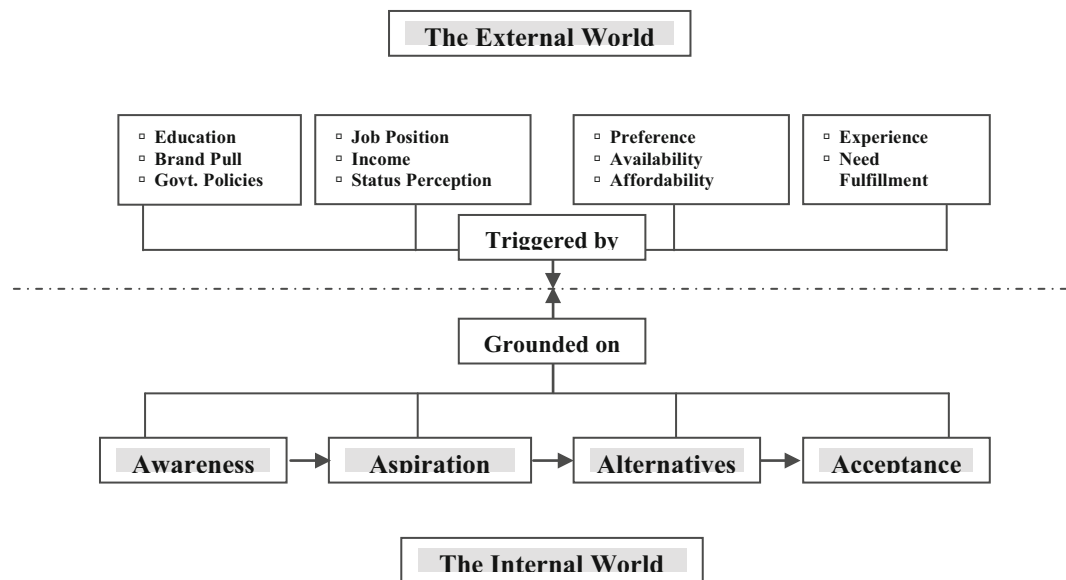 The External World
▫ Education
▫ Brand Pull
▫ Govt. Policies
▫ Job Position
▫ Income
▫ Status Perception
▫ Preference
▫ Availability
▫ Affordability
▫ Experience
▫ Need
Fulfillment
Triggered by
Grounded on
Awareness
Aspiration
Alternatives
Acceptance
The Internal World